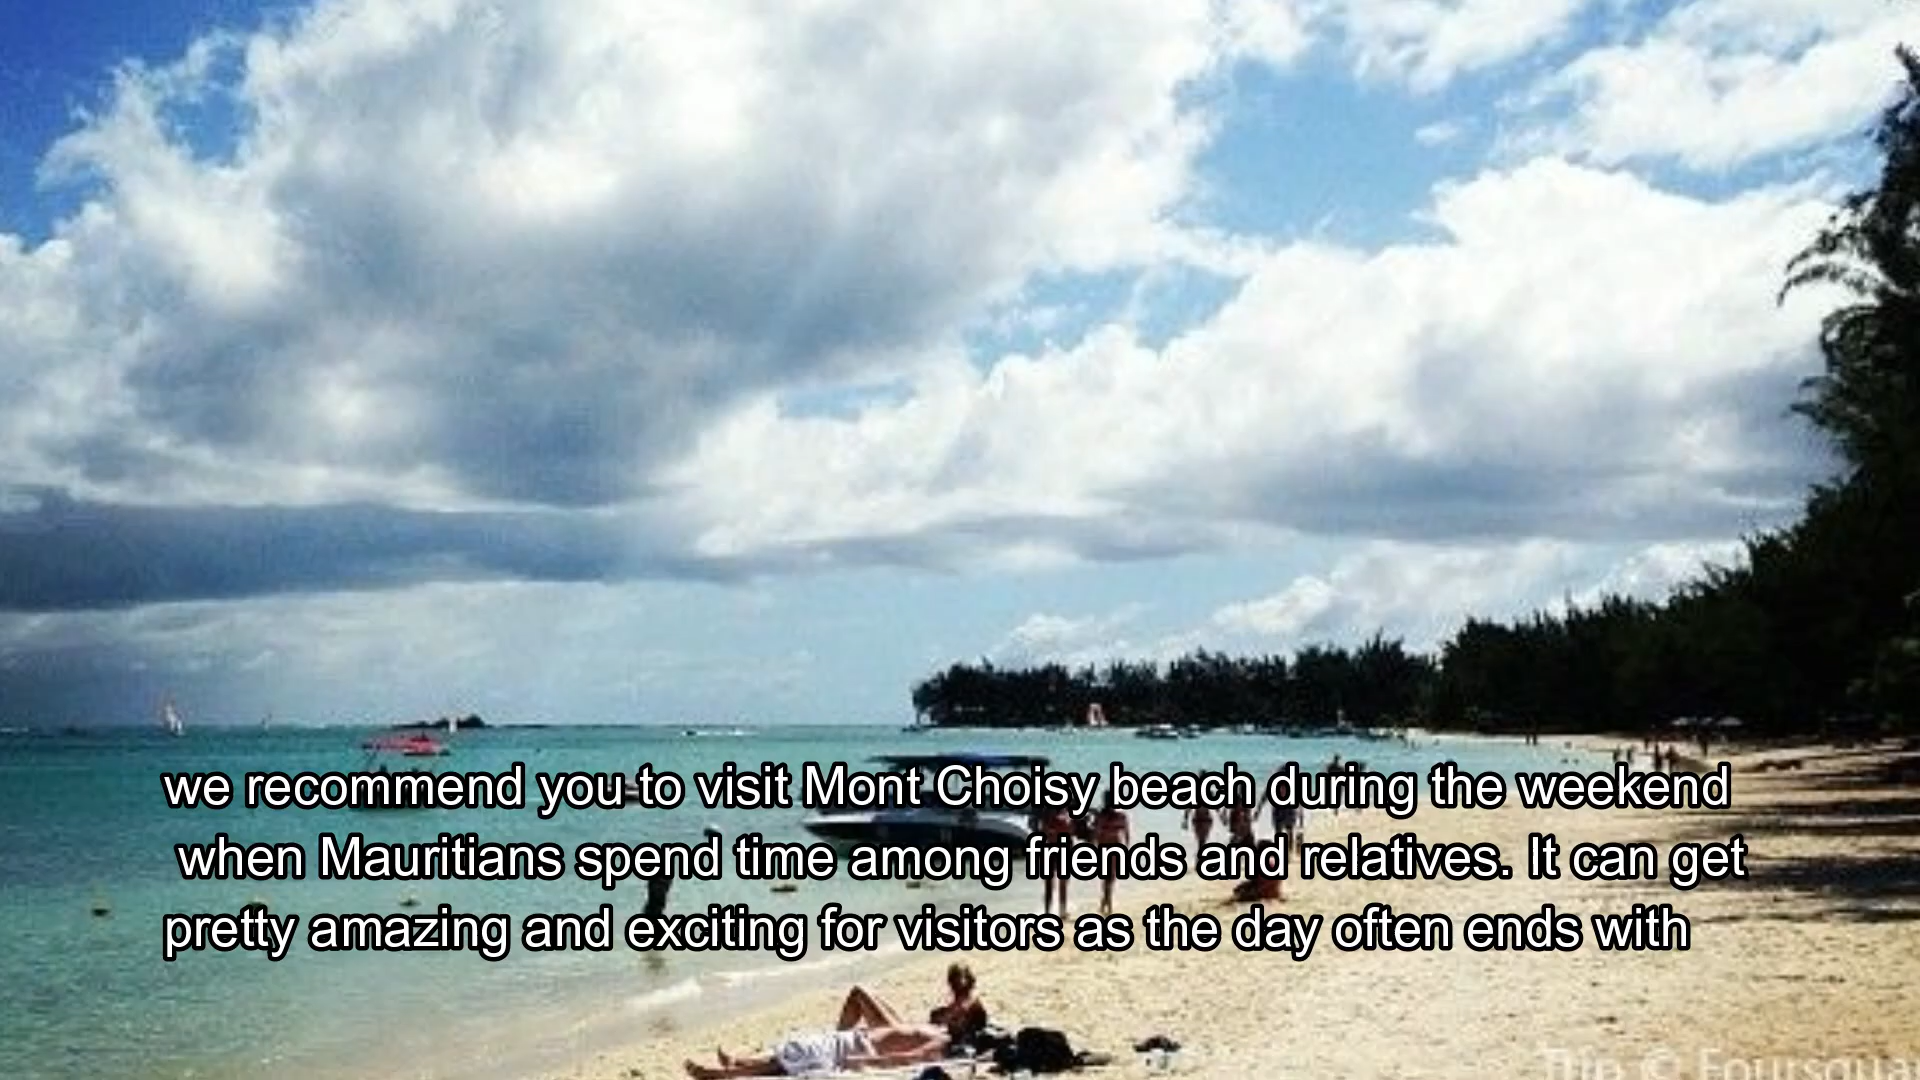 we recommend you to visit Mont Choisy beach during the weekend
when Mauritians spend time among friends and relatives. It can get
pretty amazing and exciting for visitors as the day often ends with
© Foursqua